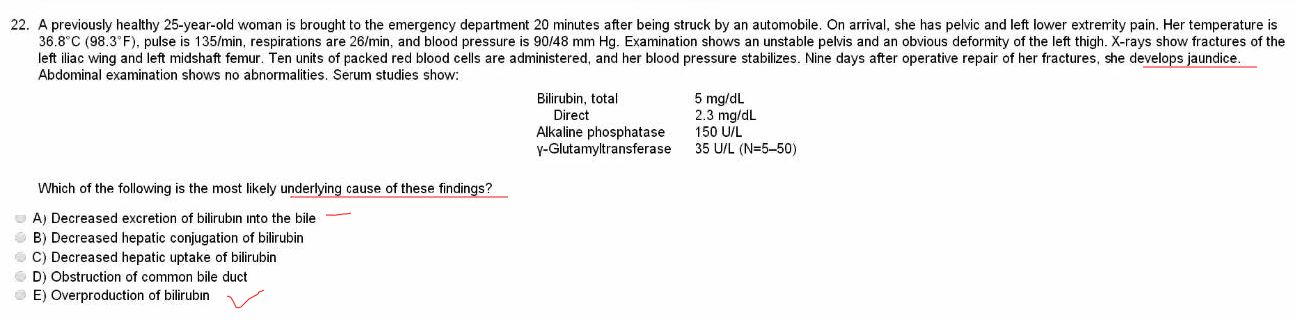 22. A previously healthy 25-year-old woman is brought to the emergency department 20 minutes after being struck by an automobile. On arrival, she has pelvic and left lower extremity pain. Her temperature is
36.8°C (98.3°F), pulse is 135/min, respirations are 26/min, and blood pressure is 90/48 mm Hg. Examination shows an unstable pelvis and an obvious deformity of the left thigh. X-rays show fractures of the
left iliac wing and left midshaft femur. Ten units of packed red blood cells are administered, and her blood pressure stabilizes. Nine days after operative repair of her fractures, she develops jaundice.
Abdominal examination shows no abnormalities. Serum studies show:
Bilirubin, total 5 mg/dL
Direct 2.3 mg/dL
Alkaline phosphatase 150 U/L
γ-Glutamyltransferase 35 U/L (N=5–50)
Which of the following is the most likely underlying cause of these findings?
A) Decreased excretion of bilirubin into the bile
B) Decreased hepatic conjugation of bilirubin
C) Decreased hepatic uptake of bilirubin
D) Obstruction of common bile duct
E) Overproduction of bilirubin